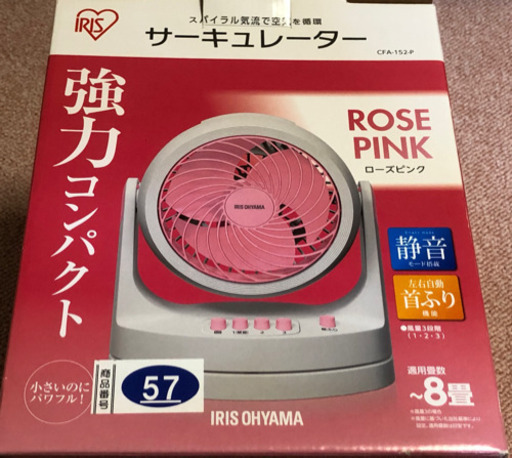 IRIS
スパイラル気流で空気を循環
サーキュレーター
CFA-152-P
強力コンパクト
ROSE
PINK
ローズピンク
IRIS OHYAMA
静音
モード搭載
左右自動
首ふり
機能
●風量3段階
(1・2・3)
小さいのに
パワフル!
商品番号
57
適用畳数
~8畳
IRIS OHYAMA